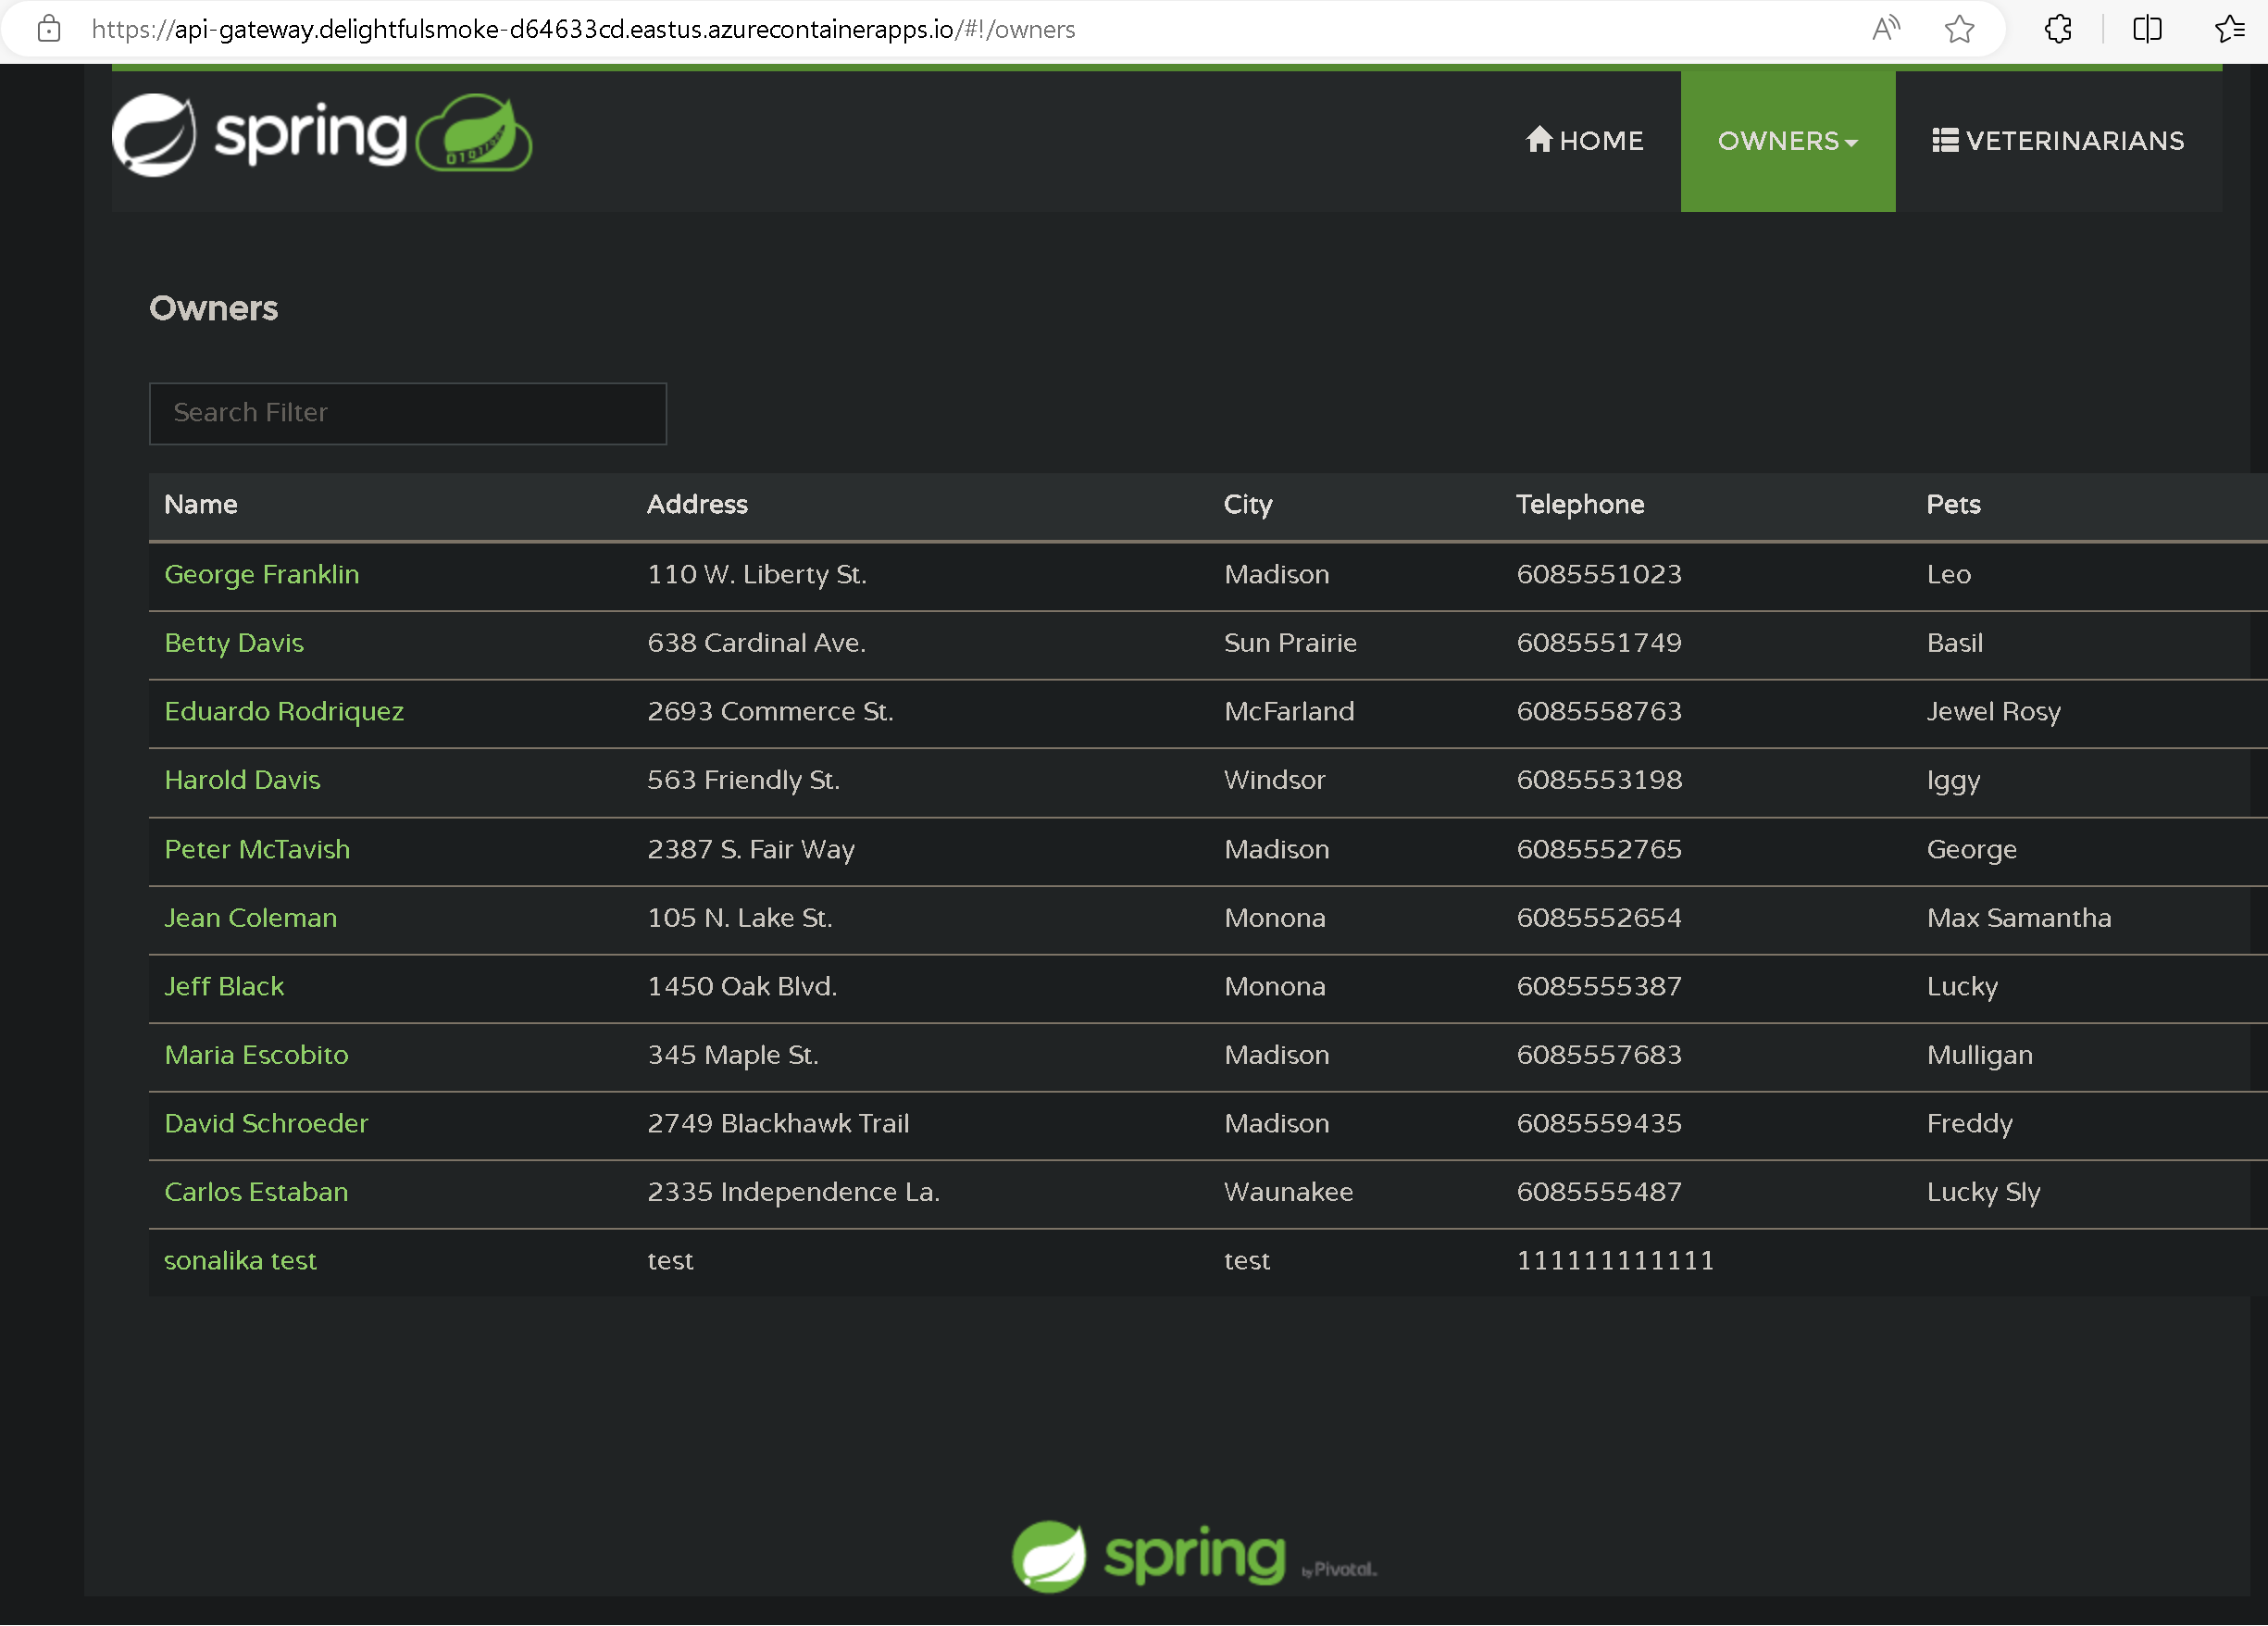 https://api-gateway.delightfulsmoke-d64633cd.eastus.azurecontainerapps.io/#!/owners
spring
HOME OWNERS VETERINARIANS
Owners
Search Filter
Name Address City Telephone Pets
George Franklin 110 W. Liberty St. Madison 6085551023 Leo
Betty Davis 638 Cardinal Ave. Sun Prairie 6085551749 Basil
Eduardo Rodriquez 2693 Commerce St. McFarland 6085558763 Jewel Rosy
Harold Davis 563 Friendly St. Windsor 6085553198 Iggy
Peter McTavish 2387 S. Fair Way Madison 6085552765 George
Jean Coleman 105 N. Lake St. Monona 6085552654 Max Samantha
Jeff Black 1450 Oak Blvd. Monona 6085555387 Lucky
Maria Escobito 345 Maple St. Madison 6085557683 Mulligan
David Schroeder 2749 Blackhawk Trail Madison 6085559435 Freddy
Carlos Estaban 2335 Independence La. Waunakee 6085555487 Lucky Sly
sonalika test test test 111111111111
spring by Pivotal.